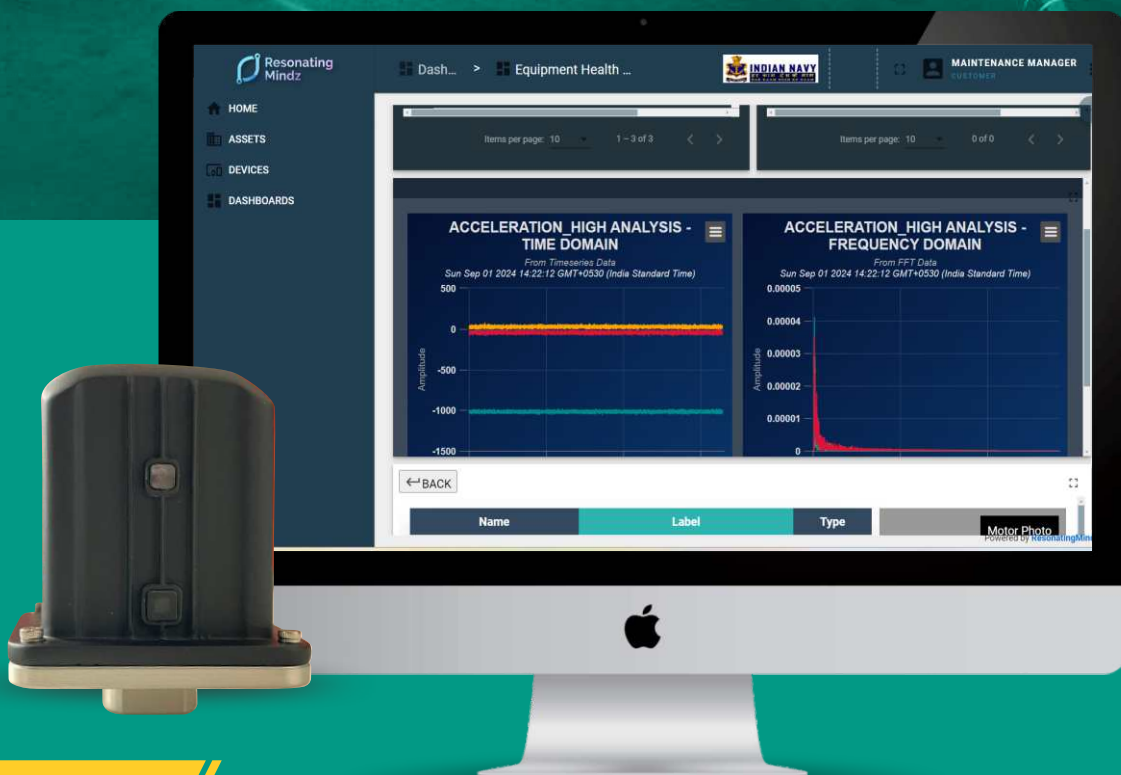 Resonating
Mindz
Dash... > Equipment Health ...
INDIAN NAVY
MAINTENANCE MANAGER
CUSTOMER
HOME
ASSETS
DEVICES
DASHBOARDS
Items per page: 10 1 – 3 of 3
Items per page: 10 0 of 0
ACCELERATION_HIGH ANALYSIS -
TIME DOMAIN
From Timeseries Data
Sun Sep 01 2024 14:22:12 GMT+0530 (India Standard Time)
500
0
-500
-1000
-1500
Amplitude
ACCELERATION_HIGH ANALYSIS -
FREQUENCY DOMAIN
From FFT Data
Sun Sep 01 2024 14:22:12 GMT+0530 (India Standard Time)
0.00005
0.00004
0.00003
0.00002
0.00001
0
Amplitude
BACK
Name Label Type
Motor Photo
Powered by ResonatingMin